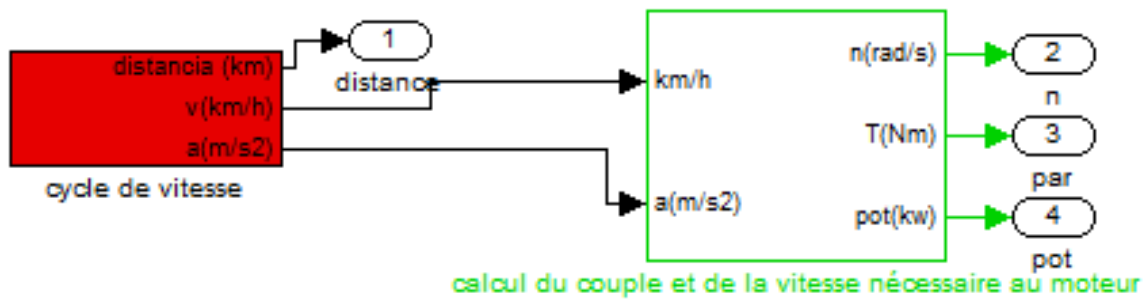 distancia (km)
v(km/h)
a(m/s2)
cycle de vitesse
1
distance
km/h
a(m/s2)
n(rad/s)
T(Nm)
pot(kw)
2
n
3
par
4
pot
calcul du couple et de la vitesse nécessaire au moteur